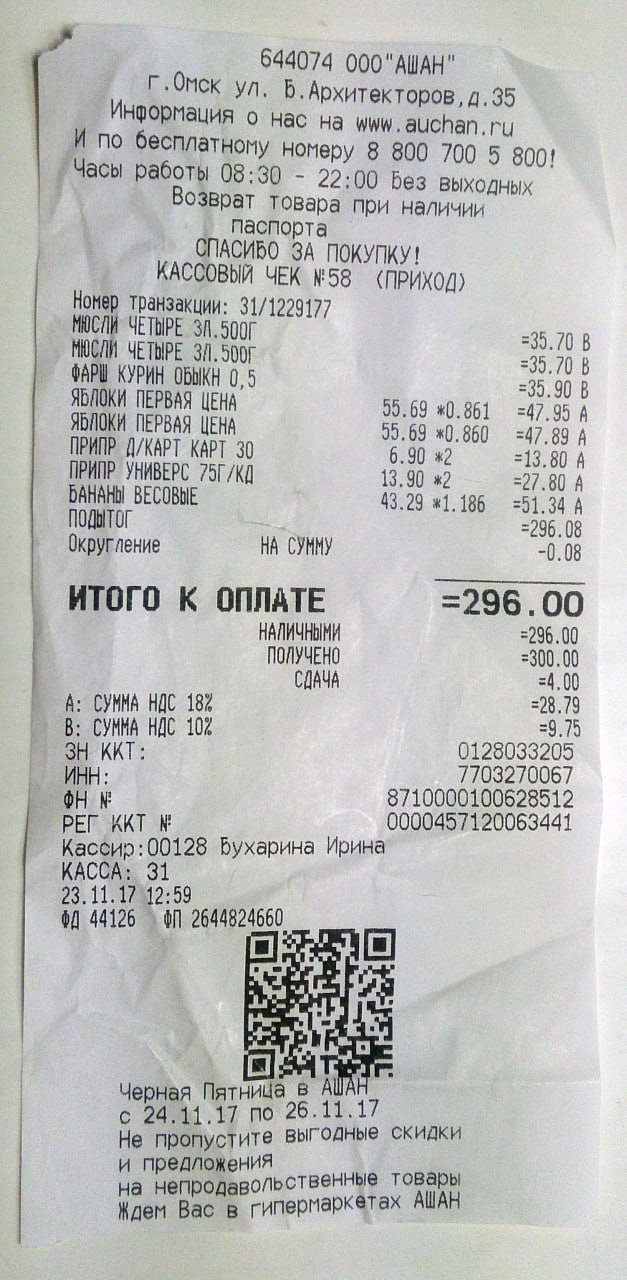 644074 ООО"АШАН"
г.Омск ул. Б.Архитекторов,д.35
Информация о нас на www.auchan.ru
И по бесплатному номеру 8 800 700 5 800!
Часы работы 08:30 - 22:00 Без выходных
Возврат товара при наличии
паспорта
СПАСИБО ЗА ПОКУПКУ!
КАССОВЫЙ ЧЕК №58 (ПРИХОД)
Номер транзакции: 31/1229177
МЮСЛИ ЧЕТЫРЕ ЗЛ.500Г =35.70 В
МЮСЛИ ЧЕТЫРЕ ЗЛ.500Г =35.70 В
ФАРШ КУРИН ОБЫКН 0,5 =35.90 В
ЯБЛОКИ ПЕРВАЯ ЦЕНА 55.69 *0.861 =47.95 А
ЯБЛОКИ ПЕРВАЯ ЦЕНА 55.69 *0.860 =47.89 А
ПРИПР Д/КАРТ КАРТ 30 6.90 *2 =13.80 А
ПРИПР УНИВЕРС 75Г/КД 13.90 *2 =27.80 А
БАНАНЫ ВЕСОВЫЕ 43.29 *1.186 =51.34 А
ПОДЫТОГ =296.08
Округление НА СУММУ -0.08
ИТОГО К ОПЛАТЕ =296.00
НАЛИЧНЫМИ =296.00
ПОЛУЧЕНО =300.00
СДАЧА =4.00
А: СУММА НДС 18% =28.79
В: СУММА НДС 10% =9.75
ЗН ККТ: 0128033205
ИНН: 7703270067
ФН № 8710000100628512
РЕГ ККТ № 0000457120063441
Кассир:00128 Бухарина Ирина
КАССА: 31
23.11.17 12:59
ФД 44126 ФП 2644824660
Черная Пятница в АШАН
с 24.11.17 по 26.11.17
Не пропустите выгодные скидки
и предложения
на непродавольственные товары
Ждем Вас в гипермаркетах АШАН